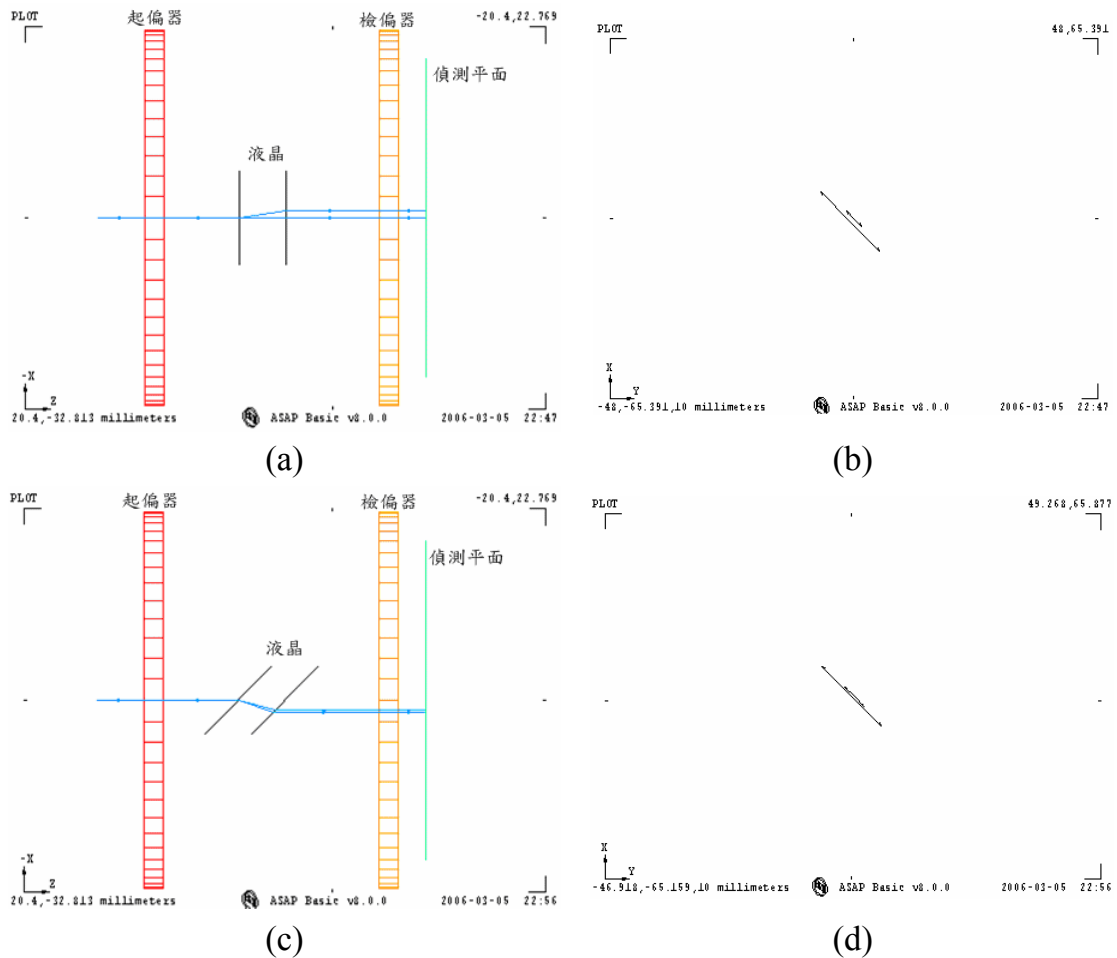 PLOT
起偏器
檢偏器
-20.4,22.769
偵測平面
液晶
-X
Z
20.4,-32.813 millimeters
ASAP Basic v8.0.0
2006-03-05 22:47
(a)
PLOT
48,65.391
X
Y
-48,-65.391,10 millimeters
ASAP Basic v8.0.0
2006-03-05 22:47
(b)
PLOT
起偏器
檢偏器
-20.4,22.769
偵測平面
液晶
-X
Z
20.4,-32.813 millimeters
ASAP Basic v8.0.0
2006-03-05 22:56
(c)
PLOT
49.268,65.877
X
Y
-46.918,-65.159,10 millimeters
ASAP Basic v8.0.0
2006-03-05 22:56
(d)